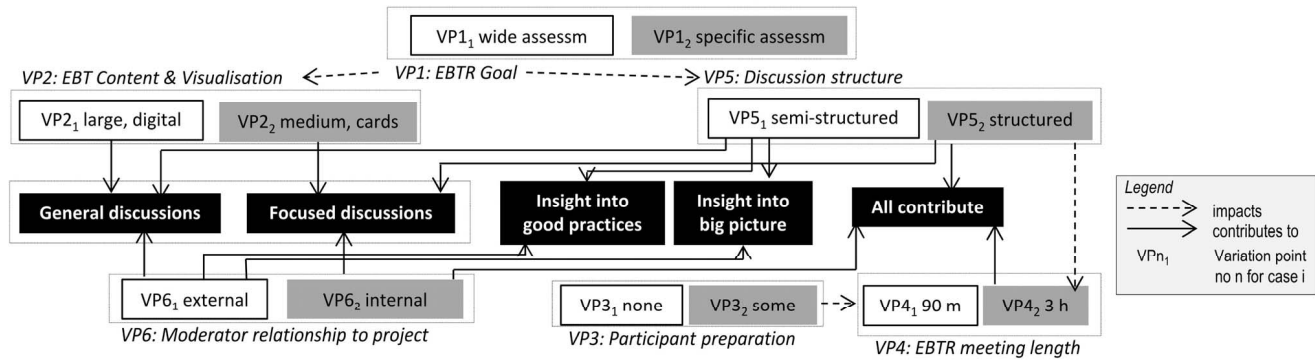 VP1₁ wide assessm
VP1₂ specific assessm
VP2: EBT Content & Visualisation
VP1: EBTR Goal
VP5: Discussion structure
VP2₁ large, digital
VP2₂ medium, cards
VP5₁ semi-structured
VP5₂ structured
General discussions
Focused discussions
Insight into
good practices
Insight into
big picture
All contribute
Legend
impacts
contributes to
VPn₁ Variation point
no n for case i
VP6₁ external
VP6₂ internal
VP3₁ none
VP3₂ some
VP4₁ 90 m
VP4₂ 3 h
VP6: Moderator relationship to project
VP3: Participant preparation
VP4: EBTR meeting length